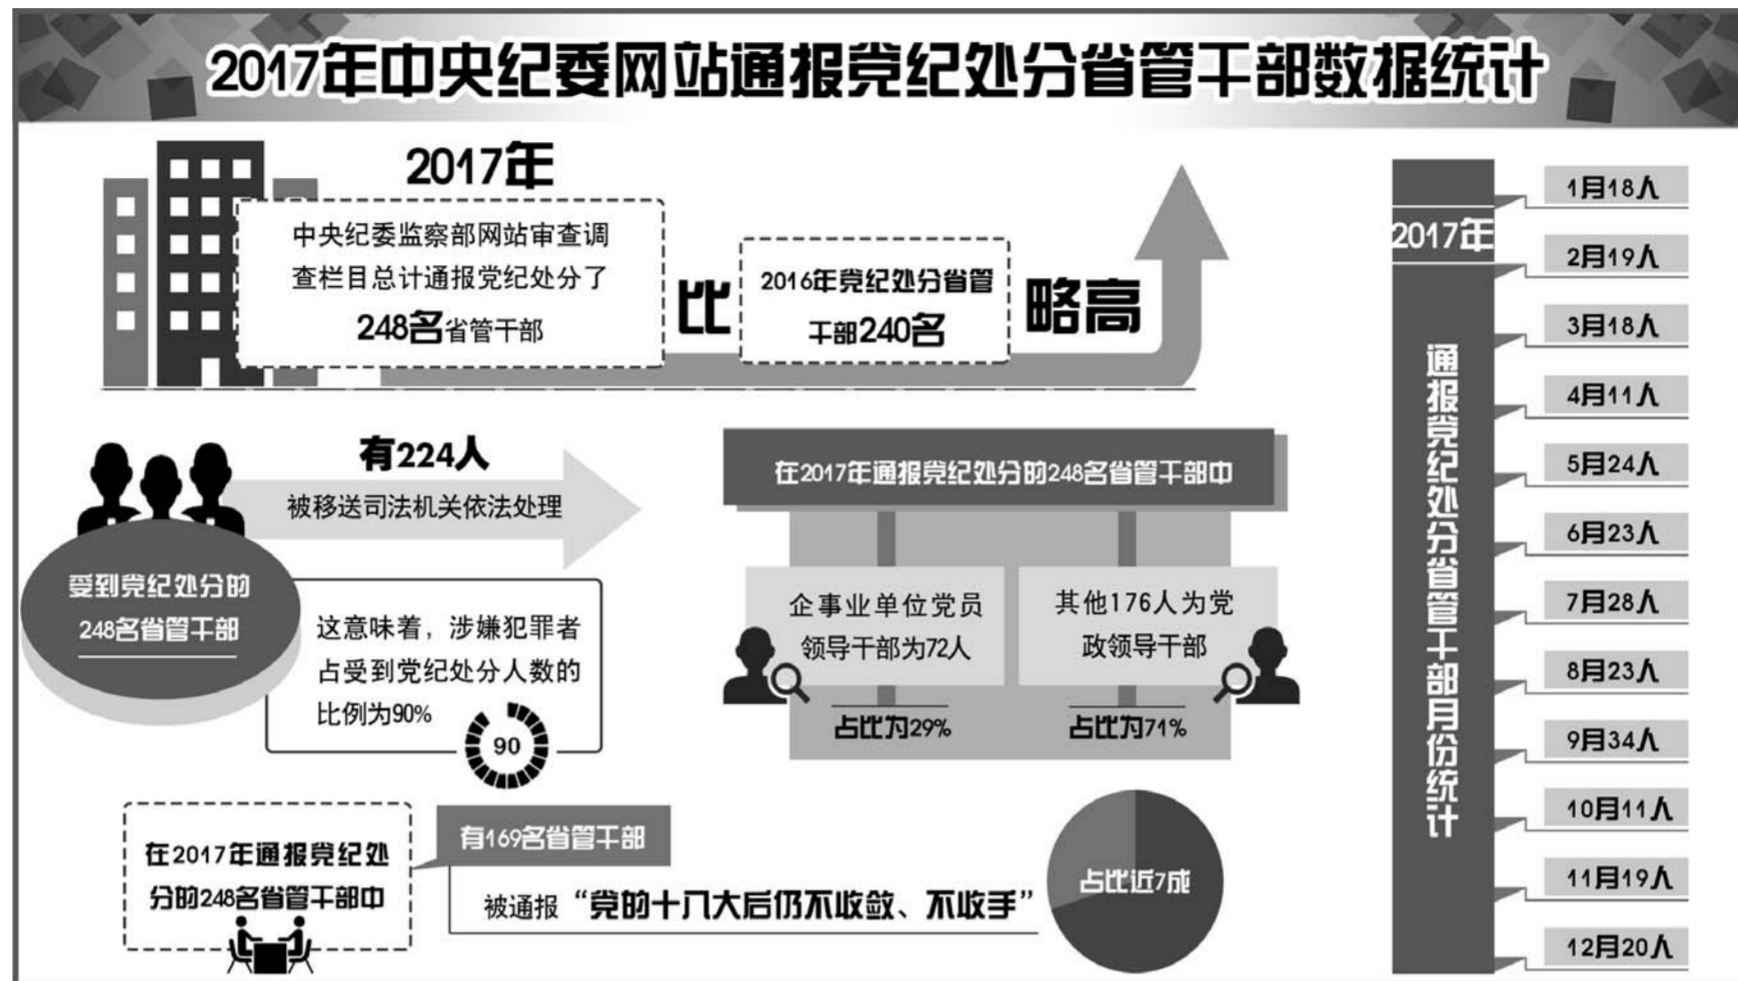 2017年中央纪委网站通报党纪处分省管干部数据统计
2017年
中央纪委监察部网站审查调
查栏目总计通报党纪处分了
248名省管干部
比
2016年党纪处分省管
干部240名
略高
有224人
被移送司法机关依法处理
受到党纪处分的
248名省管干部
这意味着，涉嫌犯罪者
占受到党纪处分人数的
比例为90%
90
在2017年通报党纪处分的248名省管干部中
企事业单位党员
领导干部为72人
占比为29%
其他176人为党
政领导干部
占比为71%
在2017年通报党纪处
分的248名省管干部中
有169名省管干部
被通报“党的十八大后仍不收敛、不收手”
占比近7成
2017年
通报党纪处分省管干部月份统计
1月18人
2月19人
3月18人
4月11人
5月24人
6月23人
7月28人
8月23人
9月34人
10月11人
11月19人
12月20人